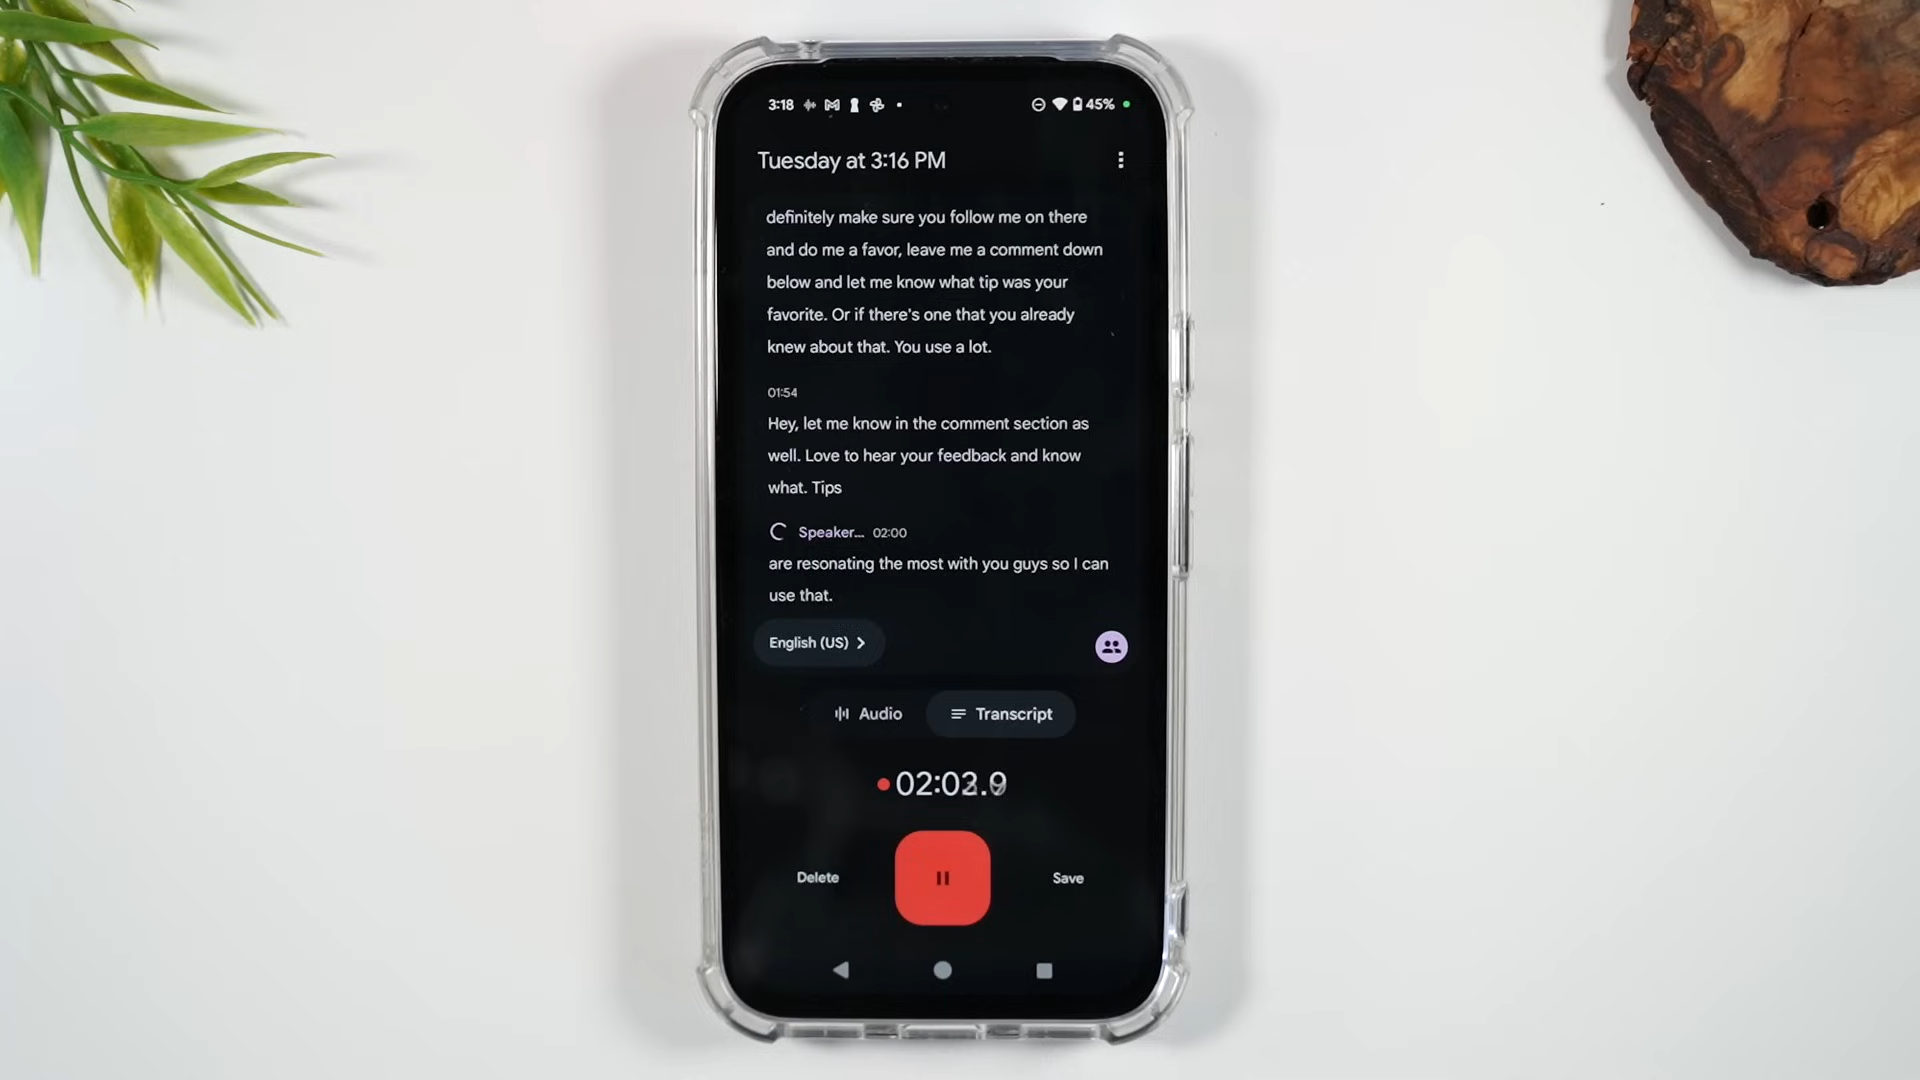 3:18 45%
Tuesday at 3:16 PM
definitely make sure you follow me on there
and do me a favor, leave me a comment down
below and let me know what tip was your
favorite. Or if there's one that you already
knew about that. You use a lot.
01:54
Hey, let me know in the comment section as
well. Love to hear your feedback and know
what. Tips
Speaker... 02:00
are resonating the most with you guys so I can
use that.
English (US)
Audio Transcript
Delete Save